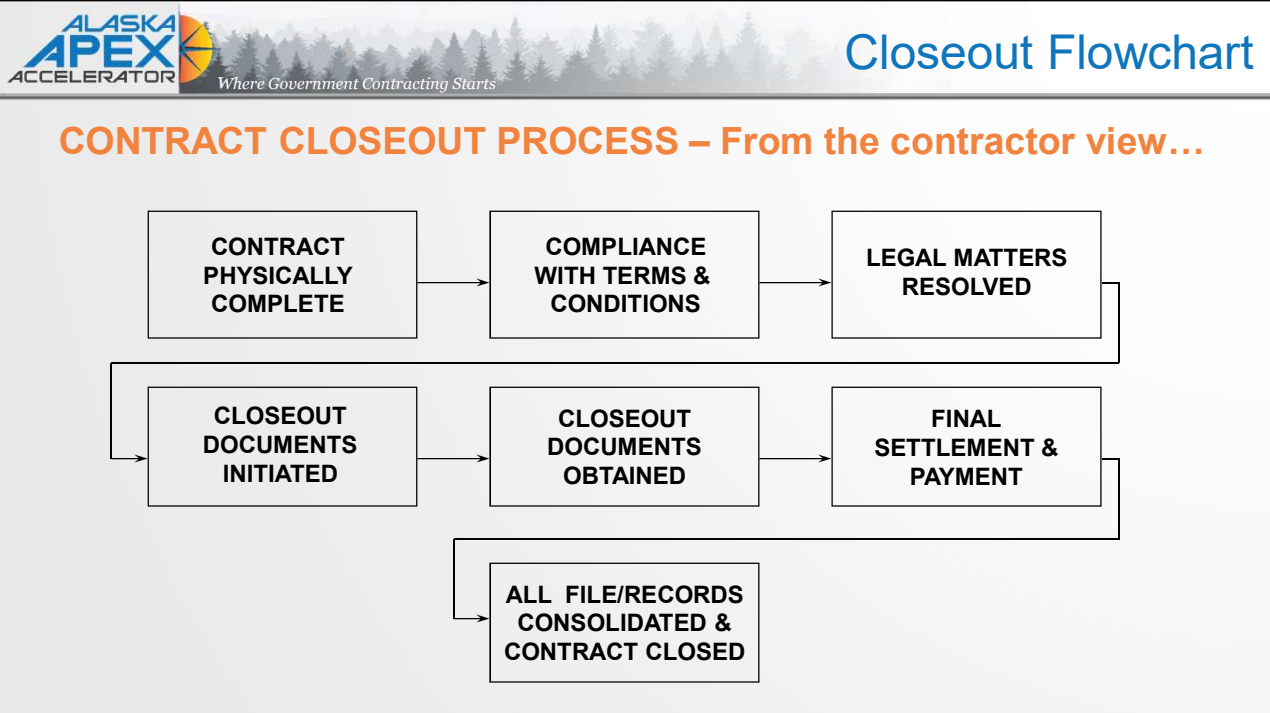 ALASKA
APEX
ACCELERATOR
Where Government Contracting Starts
Closeout Flowchart
CONTRACT CLOSEOUT PROCESS – From the contractor view…
CONTRACT
PHYSICALLY
COMPLETE
COMPLIANCE
WITH TERMS &
CONDITIONS
LEGAL MATTERS
RESOLVED
CLOSEOUT
DOCUMENTS
INITIATED
CLOSEOUT
DOCUMENTS
OBTAINED
FINAL
SETTLEMENT &
PAYMENT
ALL FILE/RECORDS
CONSOLIDATED &
CONTRACT CLOSED